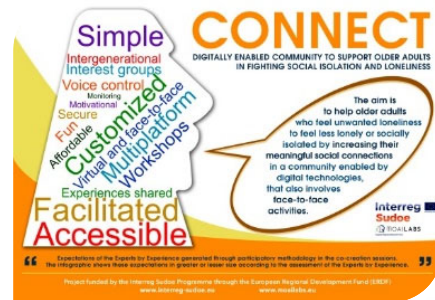 CONNECT
DIGITALLY ENABLED COMMUNITY TO SUPPORT OLDER ADULTS
IN FIGHTING SOCIAL ISOLATION AND LONELINESS
Simple
Intergenerational
Interest groups
Voice control
Monitoring
Motivational
Secure
Fun
Affordable
Customized
Virtual and face-to-face
Multiplatform
Workshops
Experiences shared
Facilitated
Accessible
The aim is
to help older adults
who feel unwanted loneliness
to feel less lonely or socially
isolated by increasing their
meaningful social connections
in a community enabled by
digital technologies,
that also involves
face-to-face
activities.
Interreg
Sudoe
MOAI LABS
“ Expectations of the Experts by Experience generated through participatory methodology in the co-creation sessions. ”
The infographic shows these expectations in greater or lesser size according to the assessment of the Experts by Experience.
Project funded by the Interreg Sudoe Programme through the European Regional Development Fund (ERDF)
www.interreg-sudoe.eu www.moailabs.eu